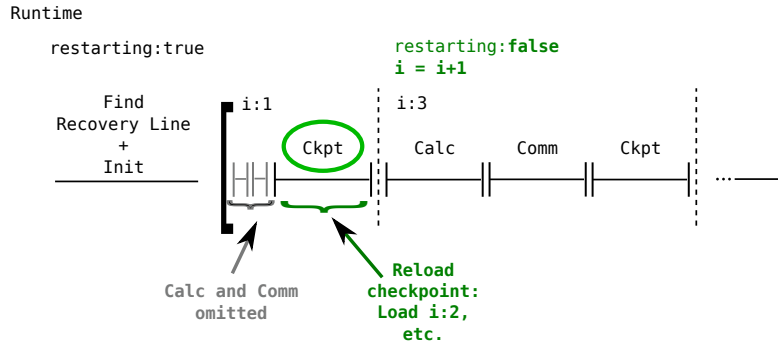 Runtime
restarting:true
restarting:false
i = i+1
Find
Recovery Line
+
Init
i:1
i:3
Ckpt
Calc
Comm
Ckpt
...
Calc and Comm
omitted
Reload
checkpoint:
Load i:2,
etc.